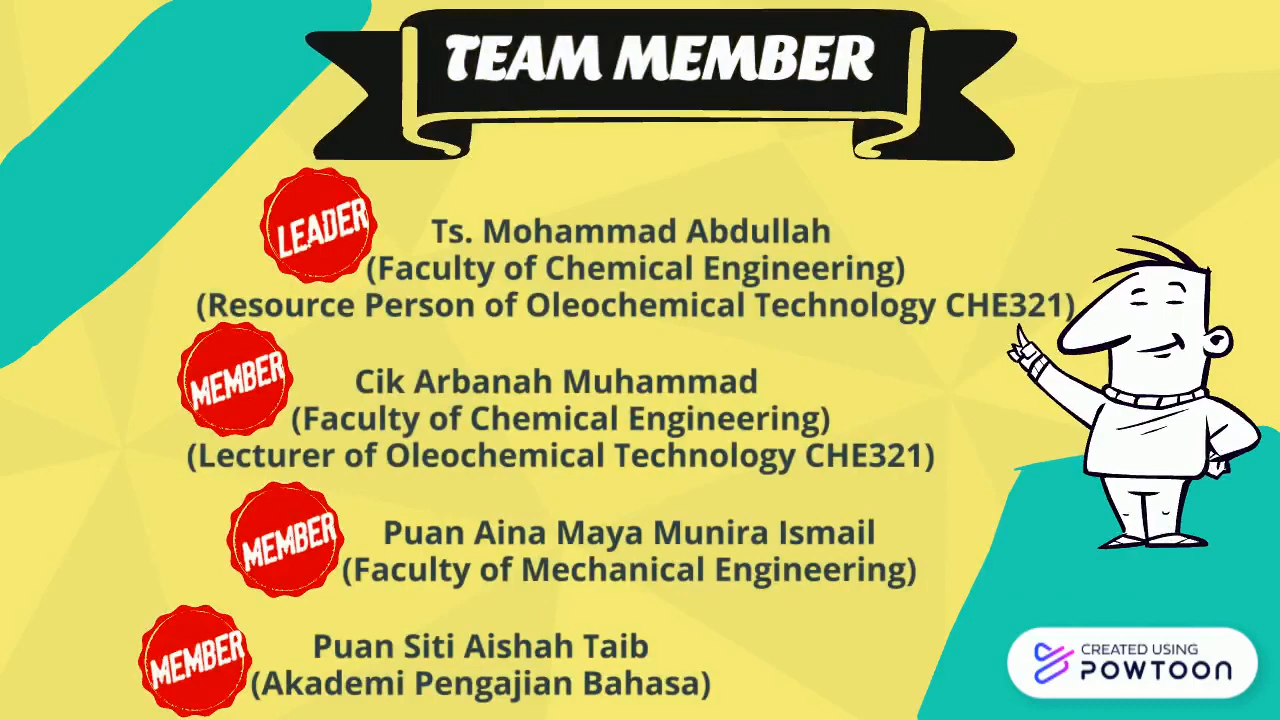 TEAM MEMBER
LEADER
Ts. Mohammad Abdullah
(Faculty of Chemical Engineering)
(Resource Person of Oleochemical Technology CHE321)
MEMBER
Cik Arbanah Muhammad
(Faculty of Chemical Engineering)
(Lecturer of Oleochemical Technology CHE321)
MEMBER
Puan Aina Maya Munira Ismail
(Faculty of Mechanical Engineering)
MEMBER
Puan Siti Aishah Taib
(Akademi Pengajian Bahasa)
CREATED USING
POWTOON